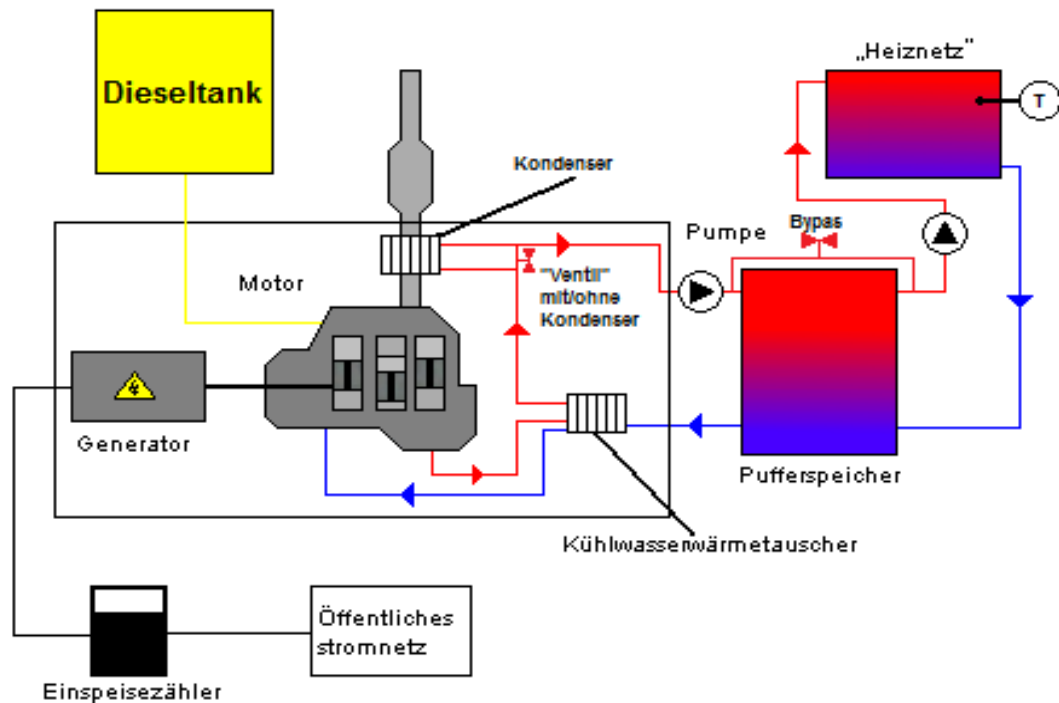 Dieseltank
„Heiznetz"
T
Kondenser
Pumpe
Bypas
Motor
"Ventil"
mit/ohne
Kondenser
Generator
Pufferspeicher
Kühlwasserwärmetauscher
Öffentliches
stromnetz
Einspeisezähler